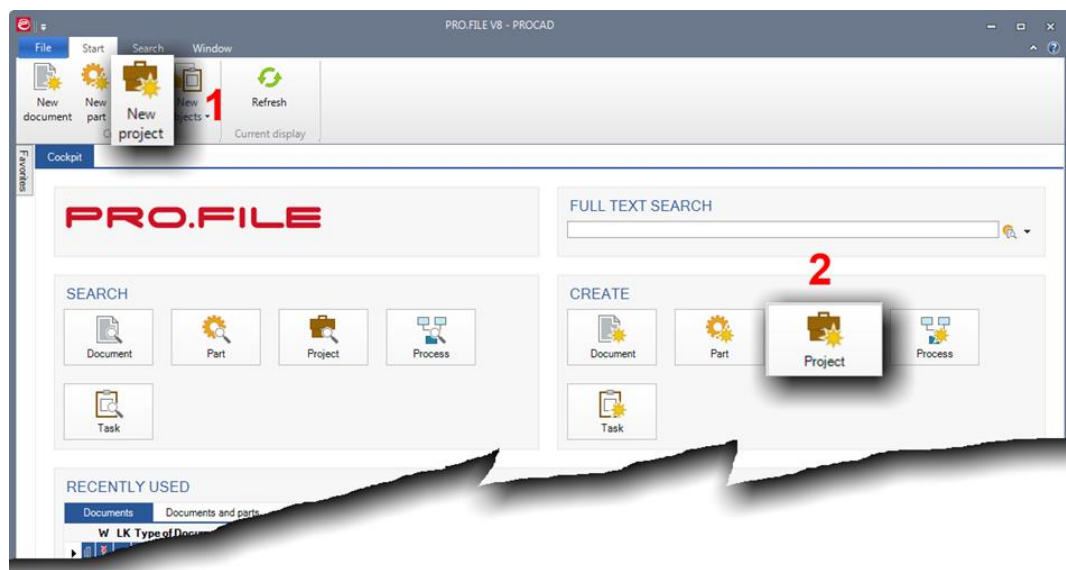 PRO.FILE V8 - PROCAD
File Start Search Window
New document
New part
New project
New
jects
1
Refresh
Current display
Favorites
Cockpit
PRO.FILE
FULL TEXT SEARCH
SEARCH
Document Part Project Process
Task
2
CREATE
Document Part Project Process
Task
RECENTLY USED
Documents Documents and parts
W LK Type of Docu